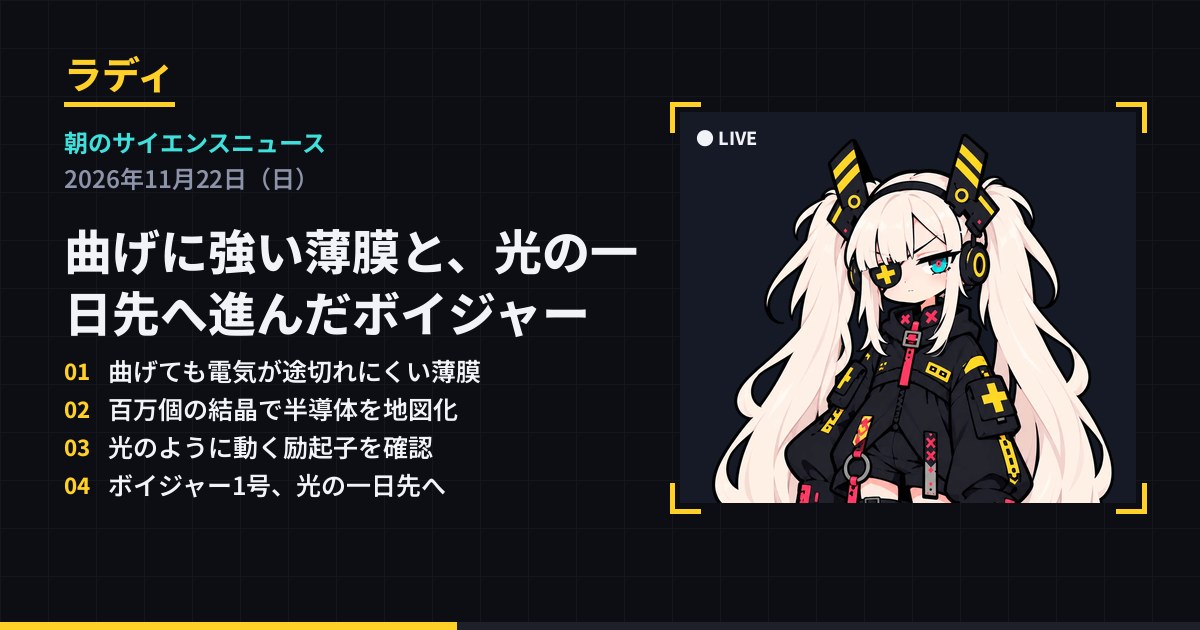 ラディ
朝のサイエンスニュース
2026年11月22日（日）
曲げに強い薄膜と、光の一
日先へ進んだボイジャー
01 曲げても電気が途切れにくい薄膜
02 百万個の結晶で半導体を地図化
03 光のように動く励起子を確認
04 ボイジャー1号、光の一日先へ
LIVE